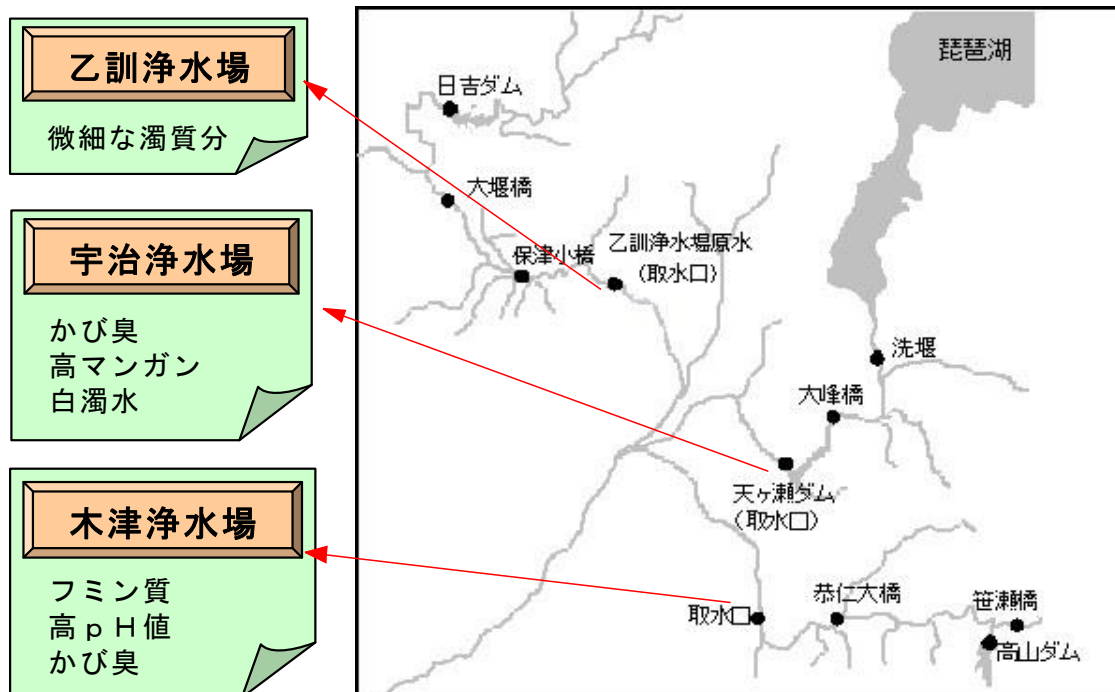 乙訓浄水場
微細な濁質分
宇治浄水場
かび臭
高マンガン
白濁水
木津浄水場
フミン質
高ｐＨ値
かび臭
琵琶湖
日吉ダム
大堰橋
保津小橋
乙訓浄水場原水
（取水口）
洗堰
大峰橋
天ヶ瀬ダム
（取水口）
取水口
恭仁大橋
笹瀬橋
高山ダム